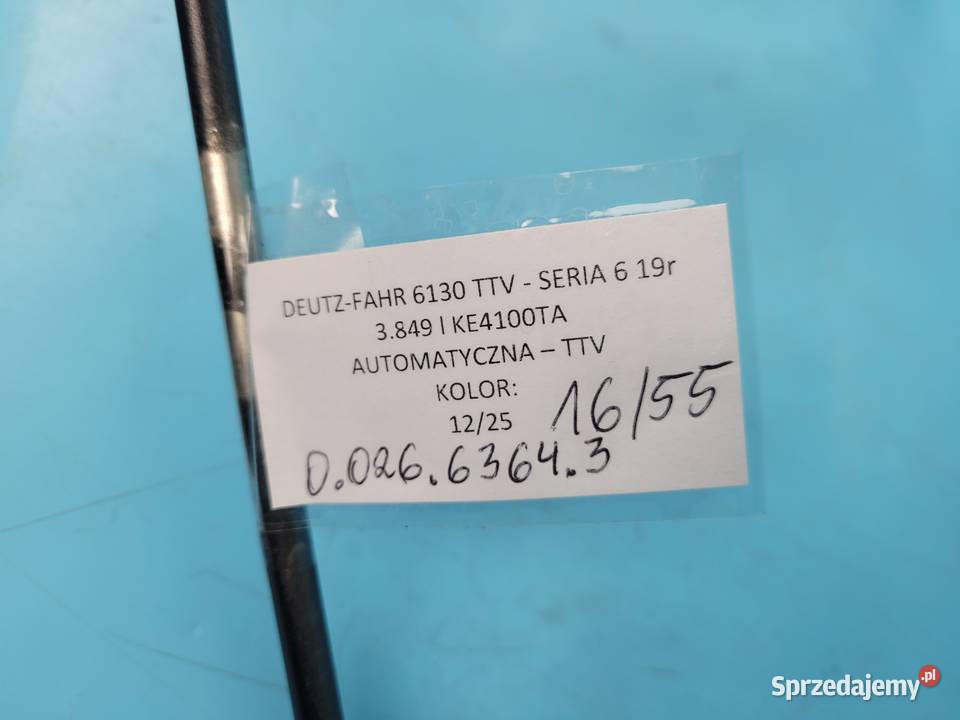 DEUTZ-FAHR 6130 TTV - SERIA 6 19r
3.849 l KE4100TA
AUTOMATYCZNA – TTV
KOLOR:
12/25 16/55
0.026.6364.3
Sprzedajemy.pl